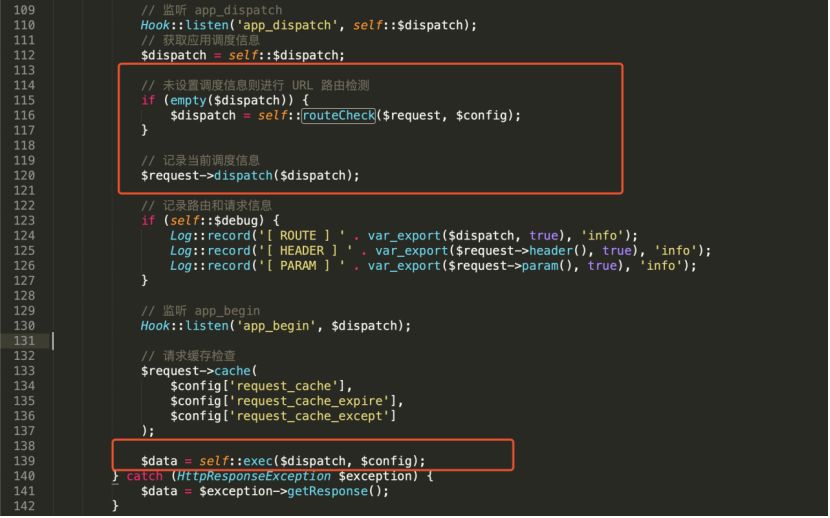 109 // 监听 app_dispatch
110 Hook::listen('app_dispatch', self::$dispatch);
111 // 获取应用调度信息
112 $dispatch = self::$dispatch;
113
114 // 未设置调度信息则进行 URL 路由检测
115 if (empty($dispatch)) {
116 $dispatch = self::routeCheck($request, $config);
117 }
118
119 // 记录当前调度信息
120 $request->dispatch($dispatch);
121
122 // 记录路由和请求信息
123 if (self::$debug) {
124 Log::record('[ ROUTE ] ' . var_export($dispatch, true), 'info');
125 Log::record('[ HEADER ] ' . var_export($request->header(), true), 'info');
126 Log::record('[ PARAM ] ' . var_export($request->param(), true), 'info');
127 }
128
129 // 监听 app_begin
130 Hook::listen('app_begin', $dispatch);
131
132 // 请求缓存检查
133 $request->cache(
134 $config['request_cache'],
135 $config['request_cache_expire'],
136 $config['request_cache_except']
137 );
138
139 $data = self::exec($dispatch, $config);
140 } catch (HttpResponseException $exception) {
141 $data = $exception->getResponse();
142 }